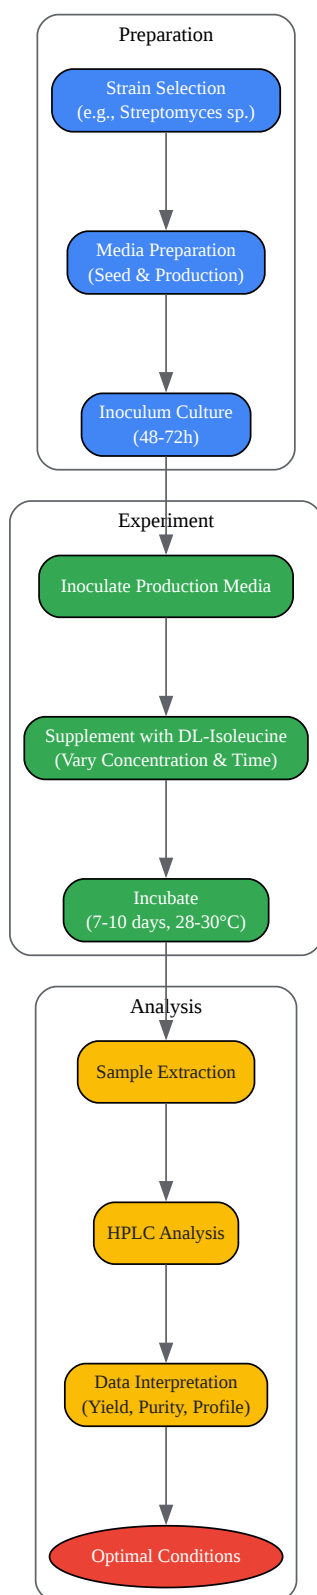 Preparation
Strain Selection
(e.g., Streptomyces sp.)
Media Preparation
(Seed & Production)
Inoculum Culture
(48-72h)
Experiment
Inoculate Production Media
Supplement with DL-Isoleucine
(Vary Concentration & Time)
Incubate
(7-10 days, 28-30°C)
Analysis
Sample Extraction
HPLC Analysis
Data Interpretation
(Yield, Purity, Profile)
Optimal Conditions